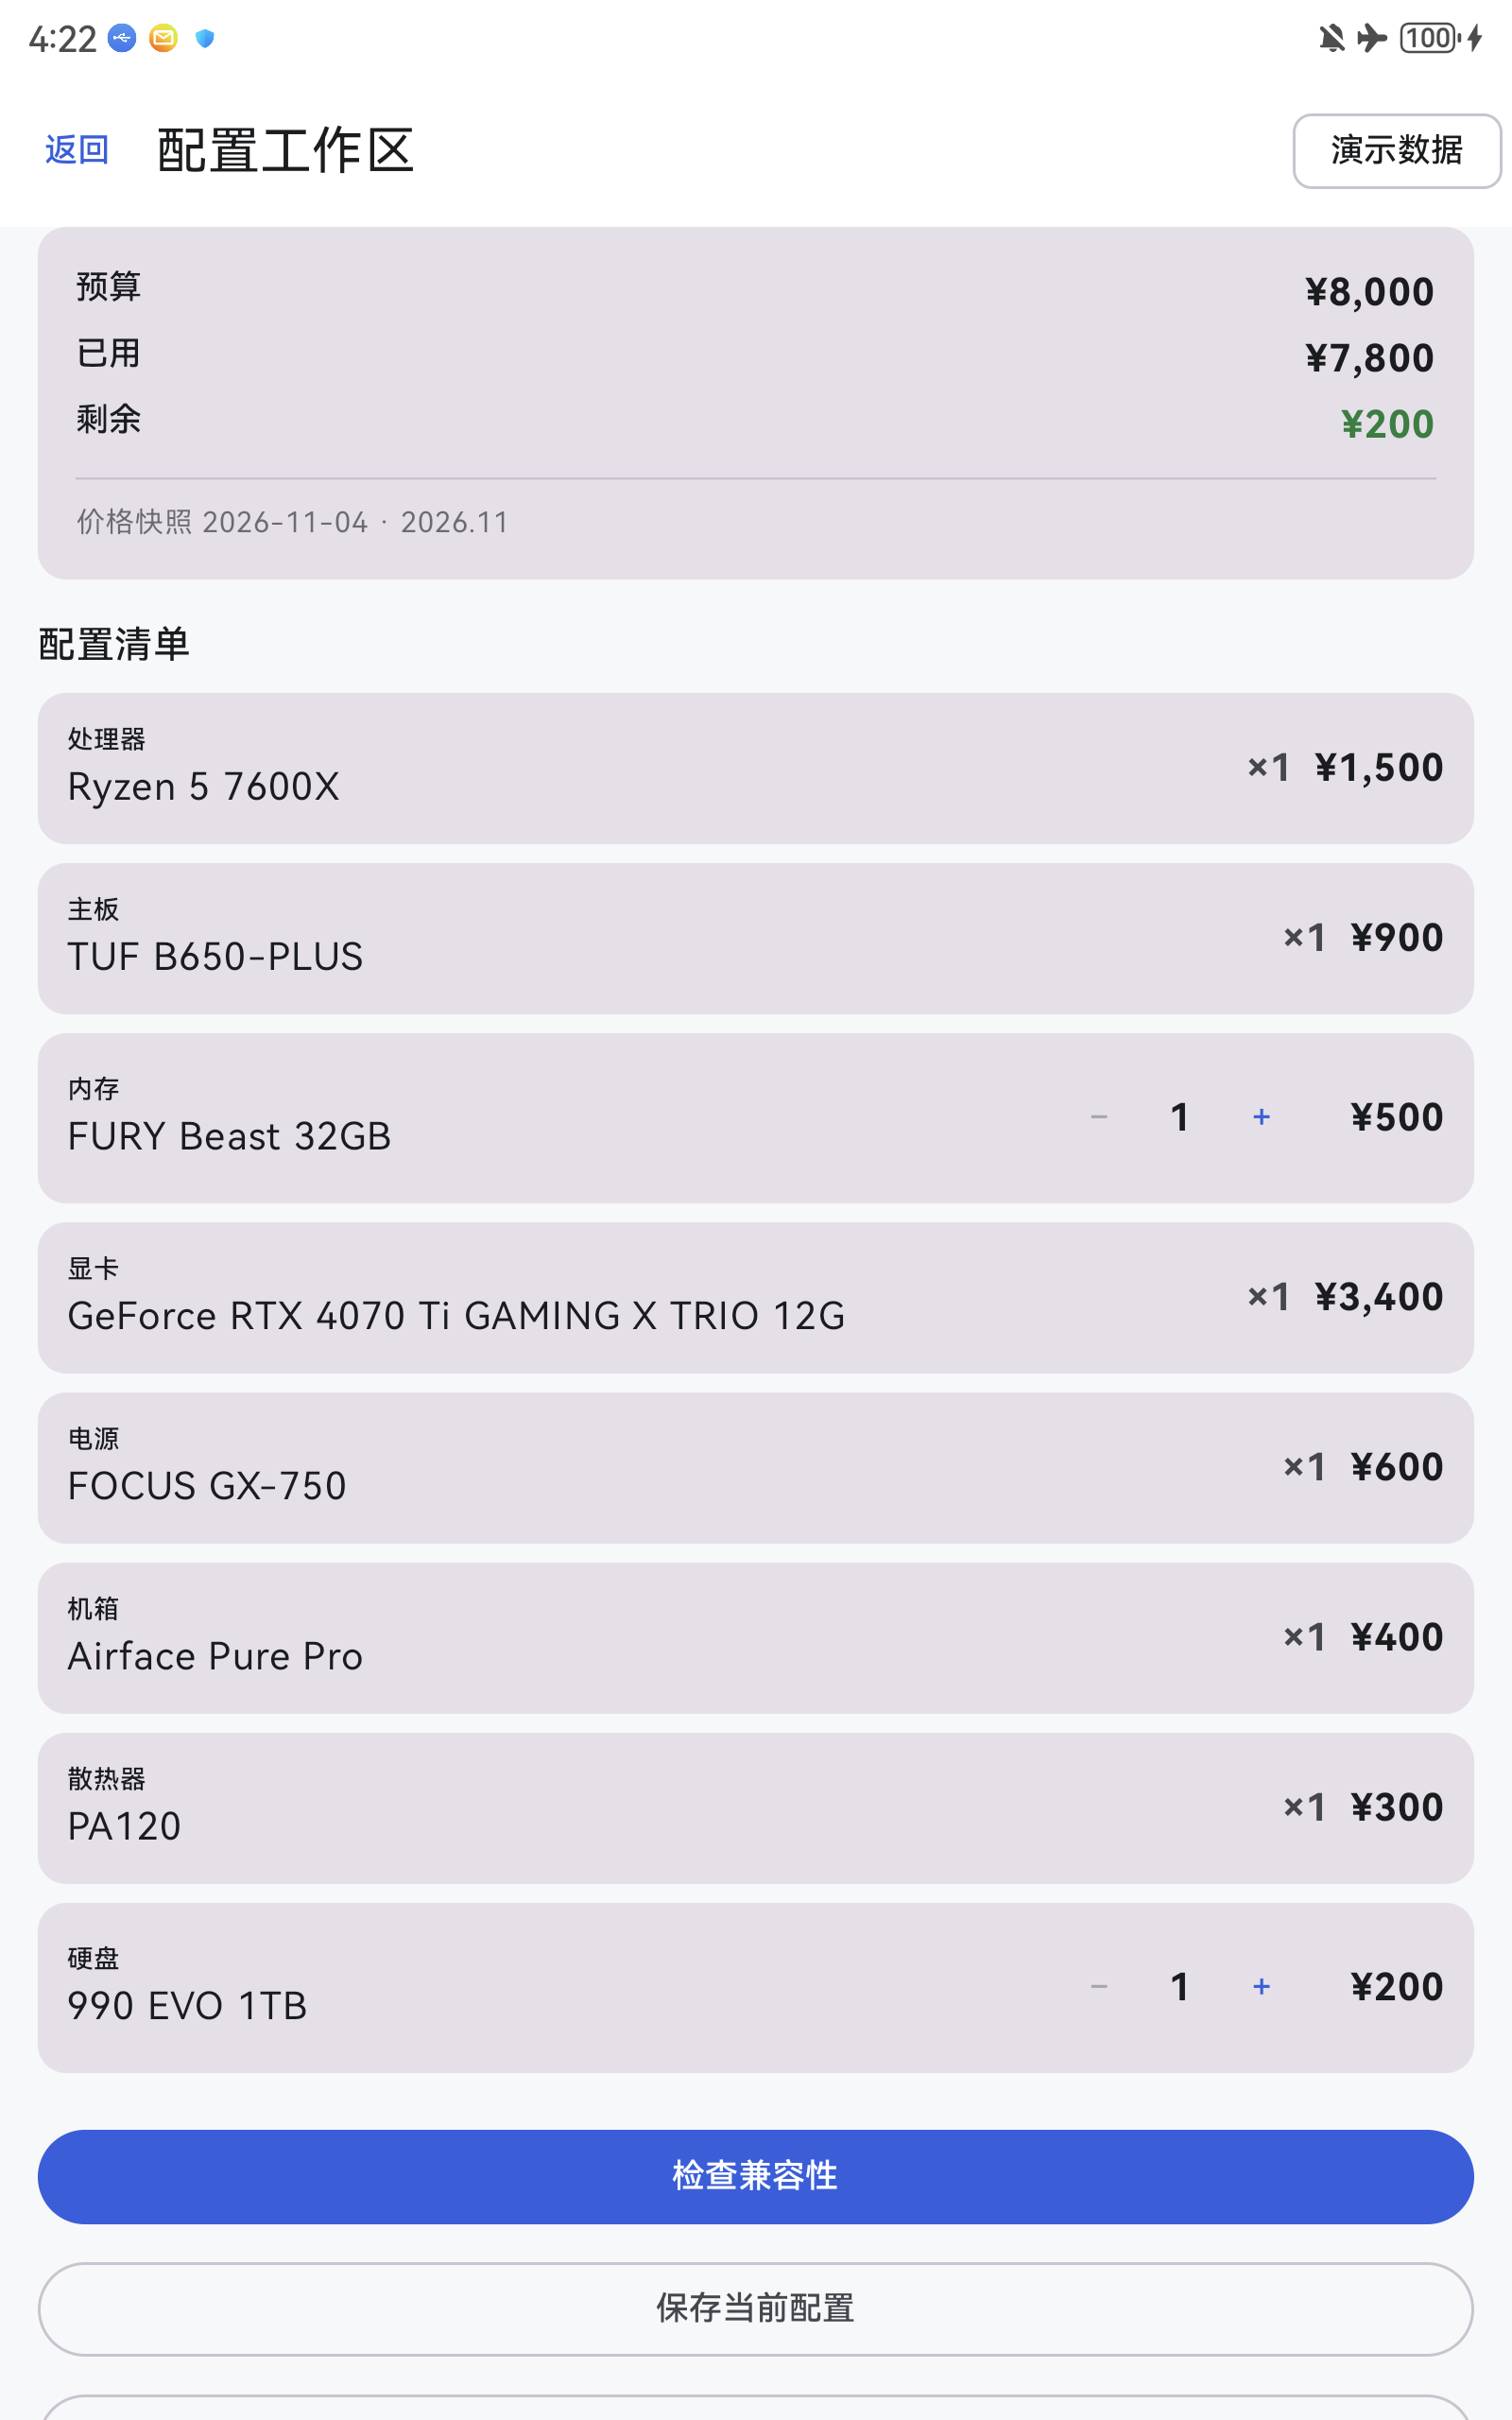 4:22 100
返回 配置工作区 演示数据
预算 ¥8,000
已用 ¥7,800
剩余 ¥200
价格快照 2026-11-04 · 2026.11
配置清单
处理器
Ryzen 5 7600X ×1 ¥1,500
主板
TUF B650-PLUS ×1 ¥900
内存
FURY Beast 32GB − 1 + ¥500
显卡
GeForce RTX 4070 Ti GAMING X TRIO 12G ×1 ¥3,400
电源
FOCUS GX-750 ×1 ¥600
机箱
Airface Pure Pro ×1 ¥400
散热器
PA120 ×1 ¥300
硬盘
990 EVO 1TB − 1 + ¥200
检查兼容性
保存当前配置